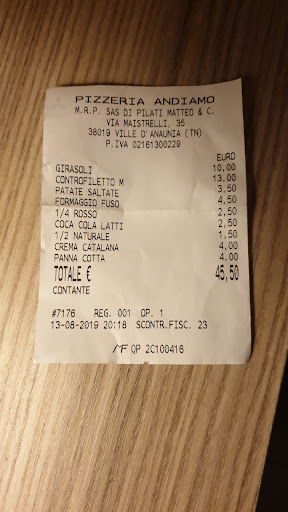 PIZZERIA ANDIAMO
M.R.P. SAS DI PILATI MATTEO & C.
VIA MAISTRELLI, 35
38019 VILLE D'ANAUNIA (TN)
P.IVA 02161300229
EURO
GIRASOLI 10,00
CONTROFILETTO M 13,00
PATATE SALTATE 3,50
FORMAGGIO FUSO 4,50
1/4 ROSSO 2,50
COCA COLA LATTI 2,50
1/2 NATURALE 1,50
CREMA CATALANA 4,00
PANNA COTTA 4,00
TOTALE € 45,50
CONTANTE
#7176 REG. 001 OP. 1
13-08-2019 20:18 SCONTR.FISC. 23
MF QP 2C100416